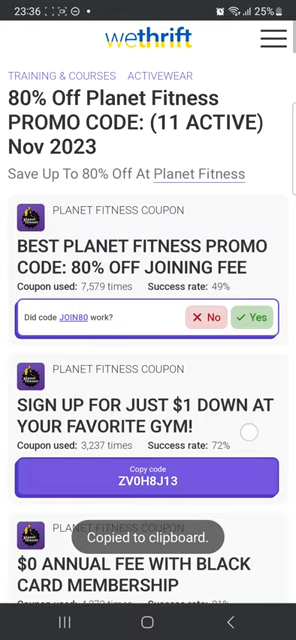 23:36
25%
wethrift
TRAINING & COURSES ACTIVEWEAR
80% Off Planet Fitness
PROMO CODE: (11 ACTIVE)
Nov 2023
Save Up To 80% Off At Planet Fitness
PLANET FITNESS COUPON
BEST PLANET FITNESS PROMO
CODE: 80% OFF JOINING FEE
Coupon used: 7,579 times Success rate: 49%
Did code JOIN80 work? No Yes
PLANET FITNESS COUPON
SIGN UP FOR JUST $1 DOWN AT
YOUR FAVORITE GYM!
Coupon used: 3,237 times Success rate: 72%
Copy code
ZV0H8J13
PLANET FITNESS COUPON
Copied to clipboard.
$0 ANNUAL FEE WITH BLACK
CARD MEMBERSHIP